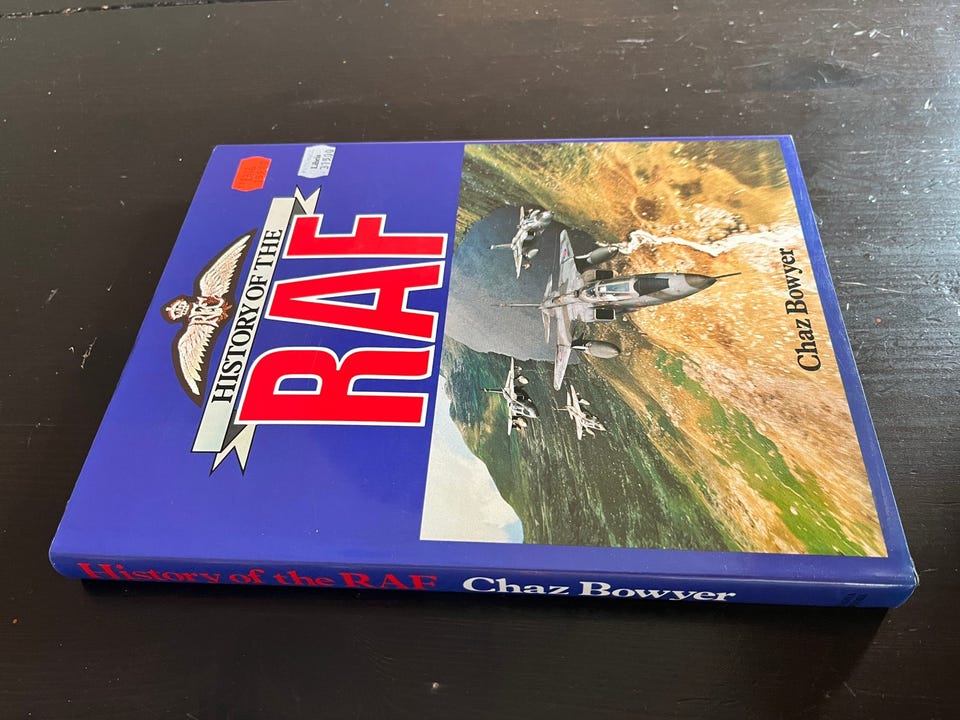 HISTORY OF THE
RAF
Chaz Bowyer
History of the RAF Chaz Bowyer